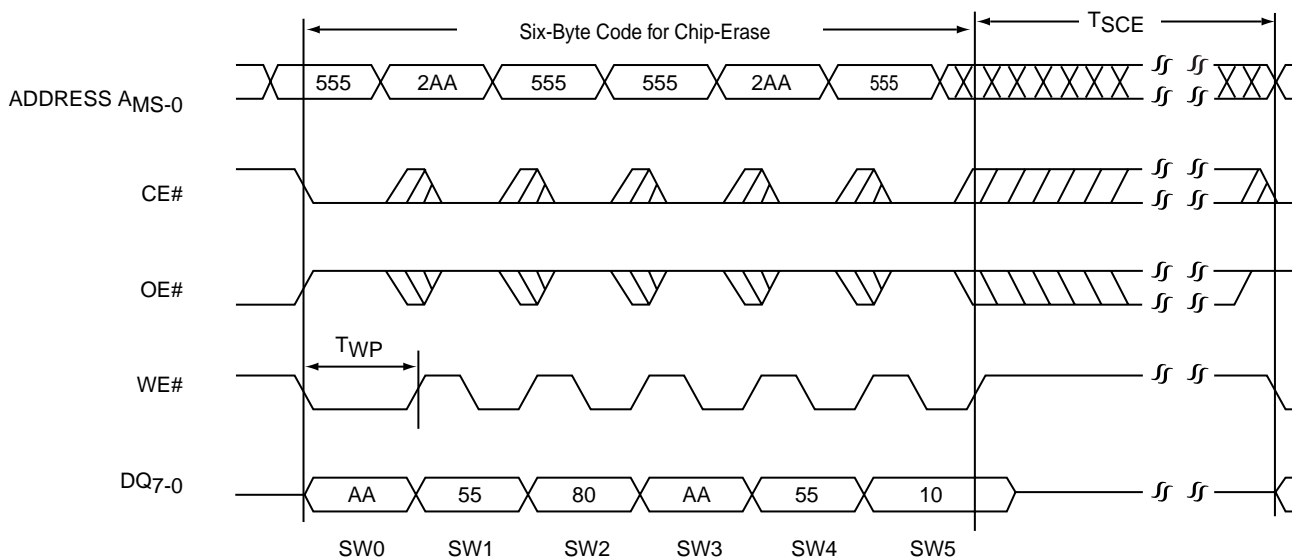 Six-Byte Code for Chip-Erase
TSCE
ADDRESS AMS-0
555 2AA 555 555 2AA 555
CE#
OE#
TWP
WE#
DQ7-0
AA 55 80 AA 55 10
SW0 SW1 SW2 SW3 SW4 SW5